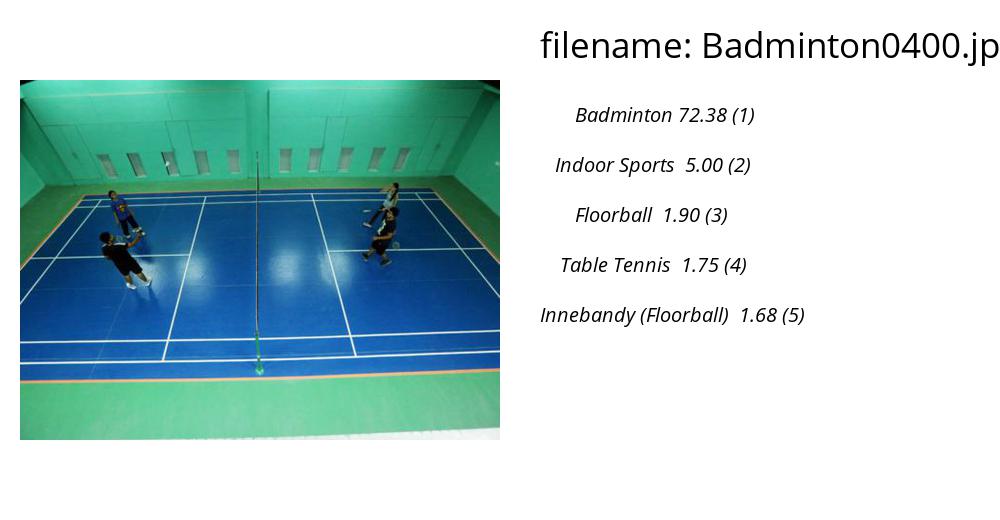 filename: Badminton0400.jp
Badminton 72.38 (1)
Indoor Sports 5.00 (2)
Floorball 1.90 (3)
Table Tennis 1.75 (4)
Innebandy (Floorball) 1.68 (5)